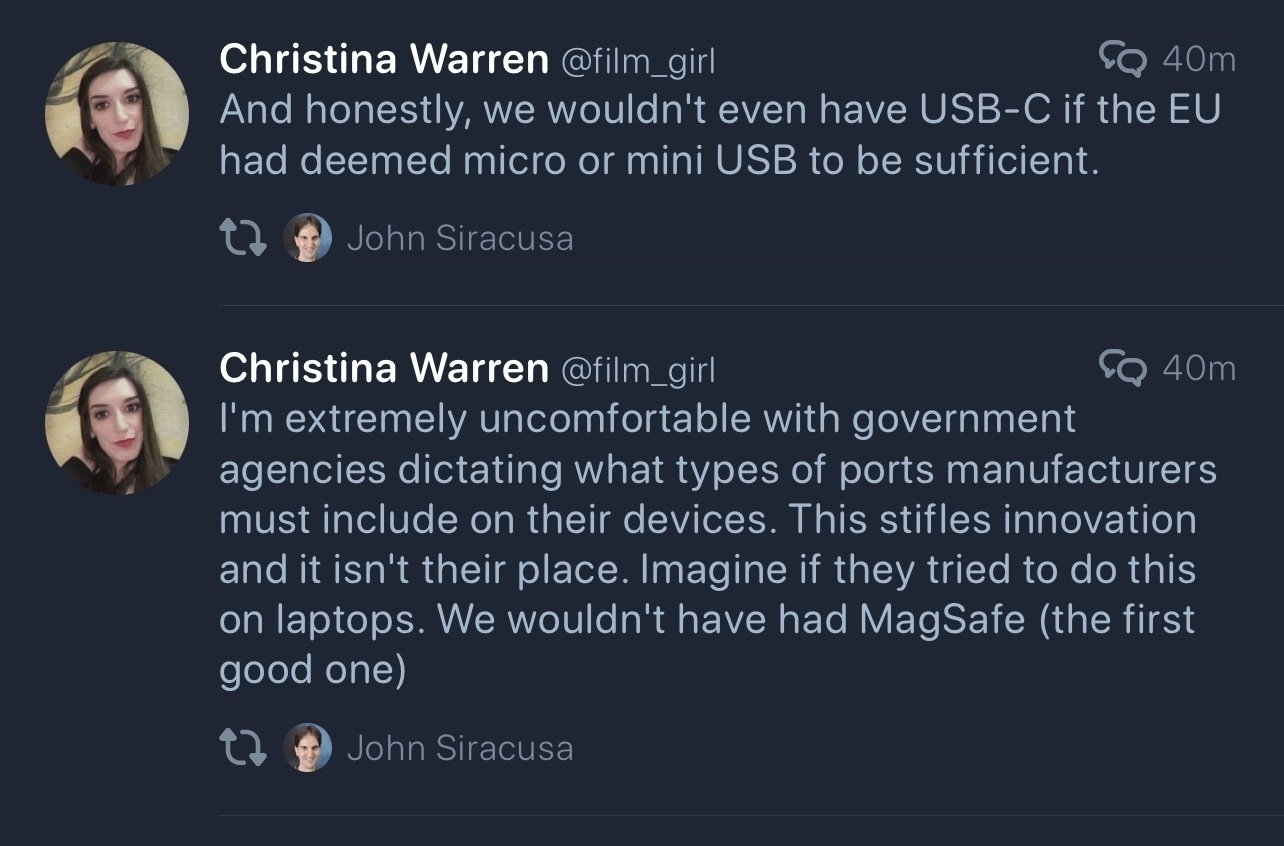 Christina Warren @film_girl 40m
And honestly, we wouldn't even have USB-C if the EU
had deemed micro or mini USB to be sufficient.
John Siracusa
Christina Warren @film_girl 40m
I'm extremely uncomfortable with government
agencies dictating what types of ports manufacturers
must include on their devices. This stifles innovation
and it isn't their place. Imagine if they tried to do this
on laptops. We wouldn't have had MagSafe (the first
good one)
John Siracusa